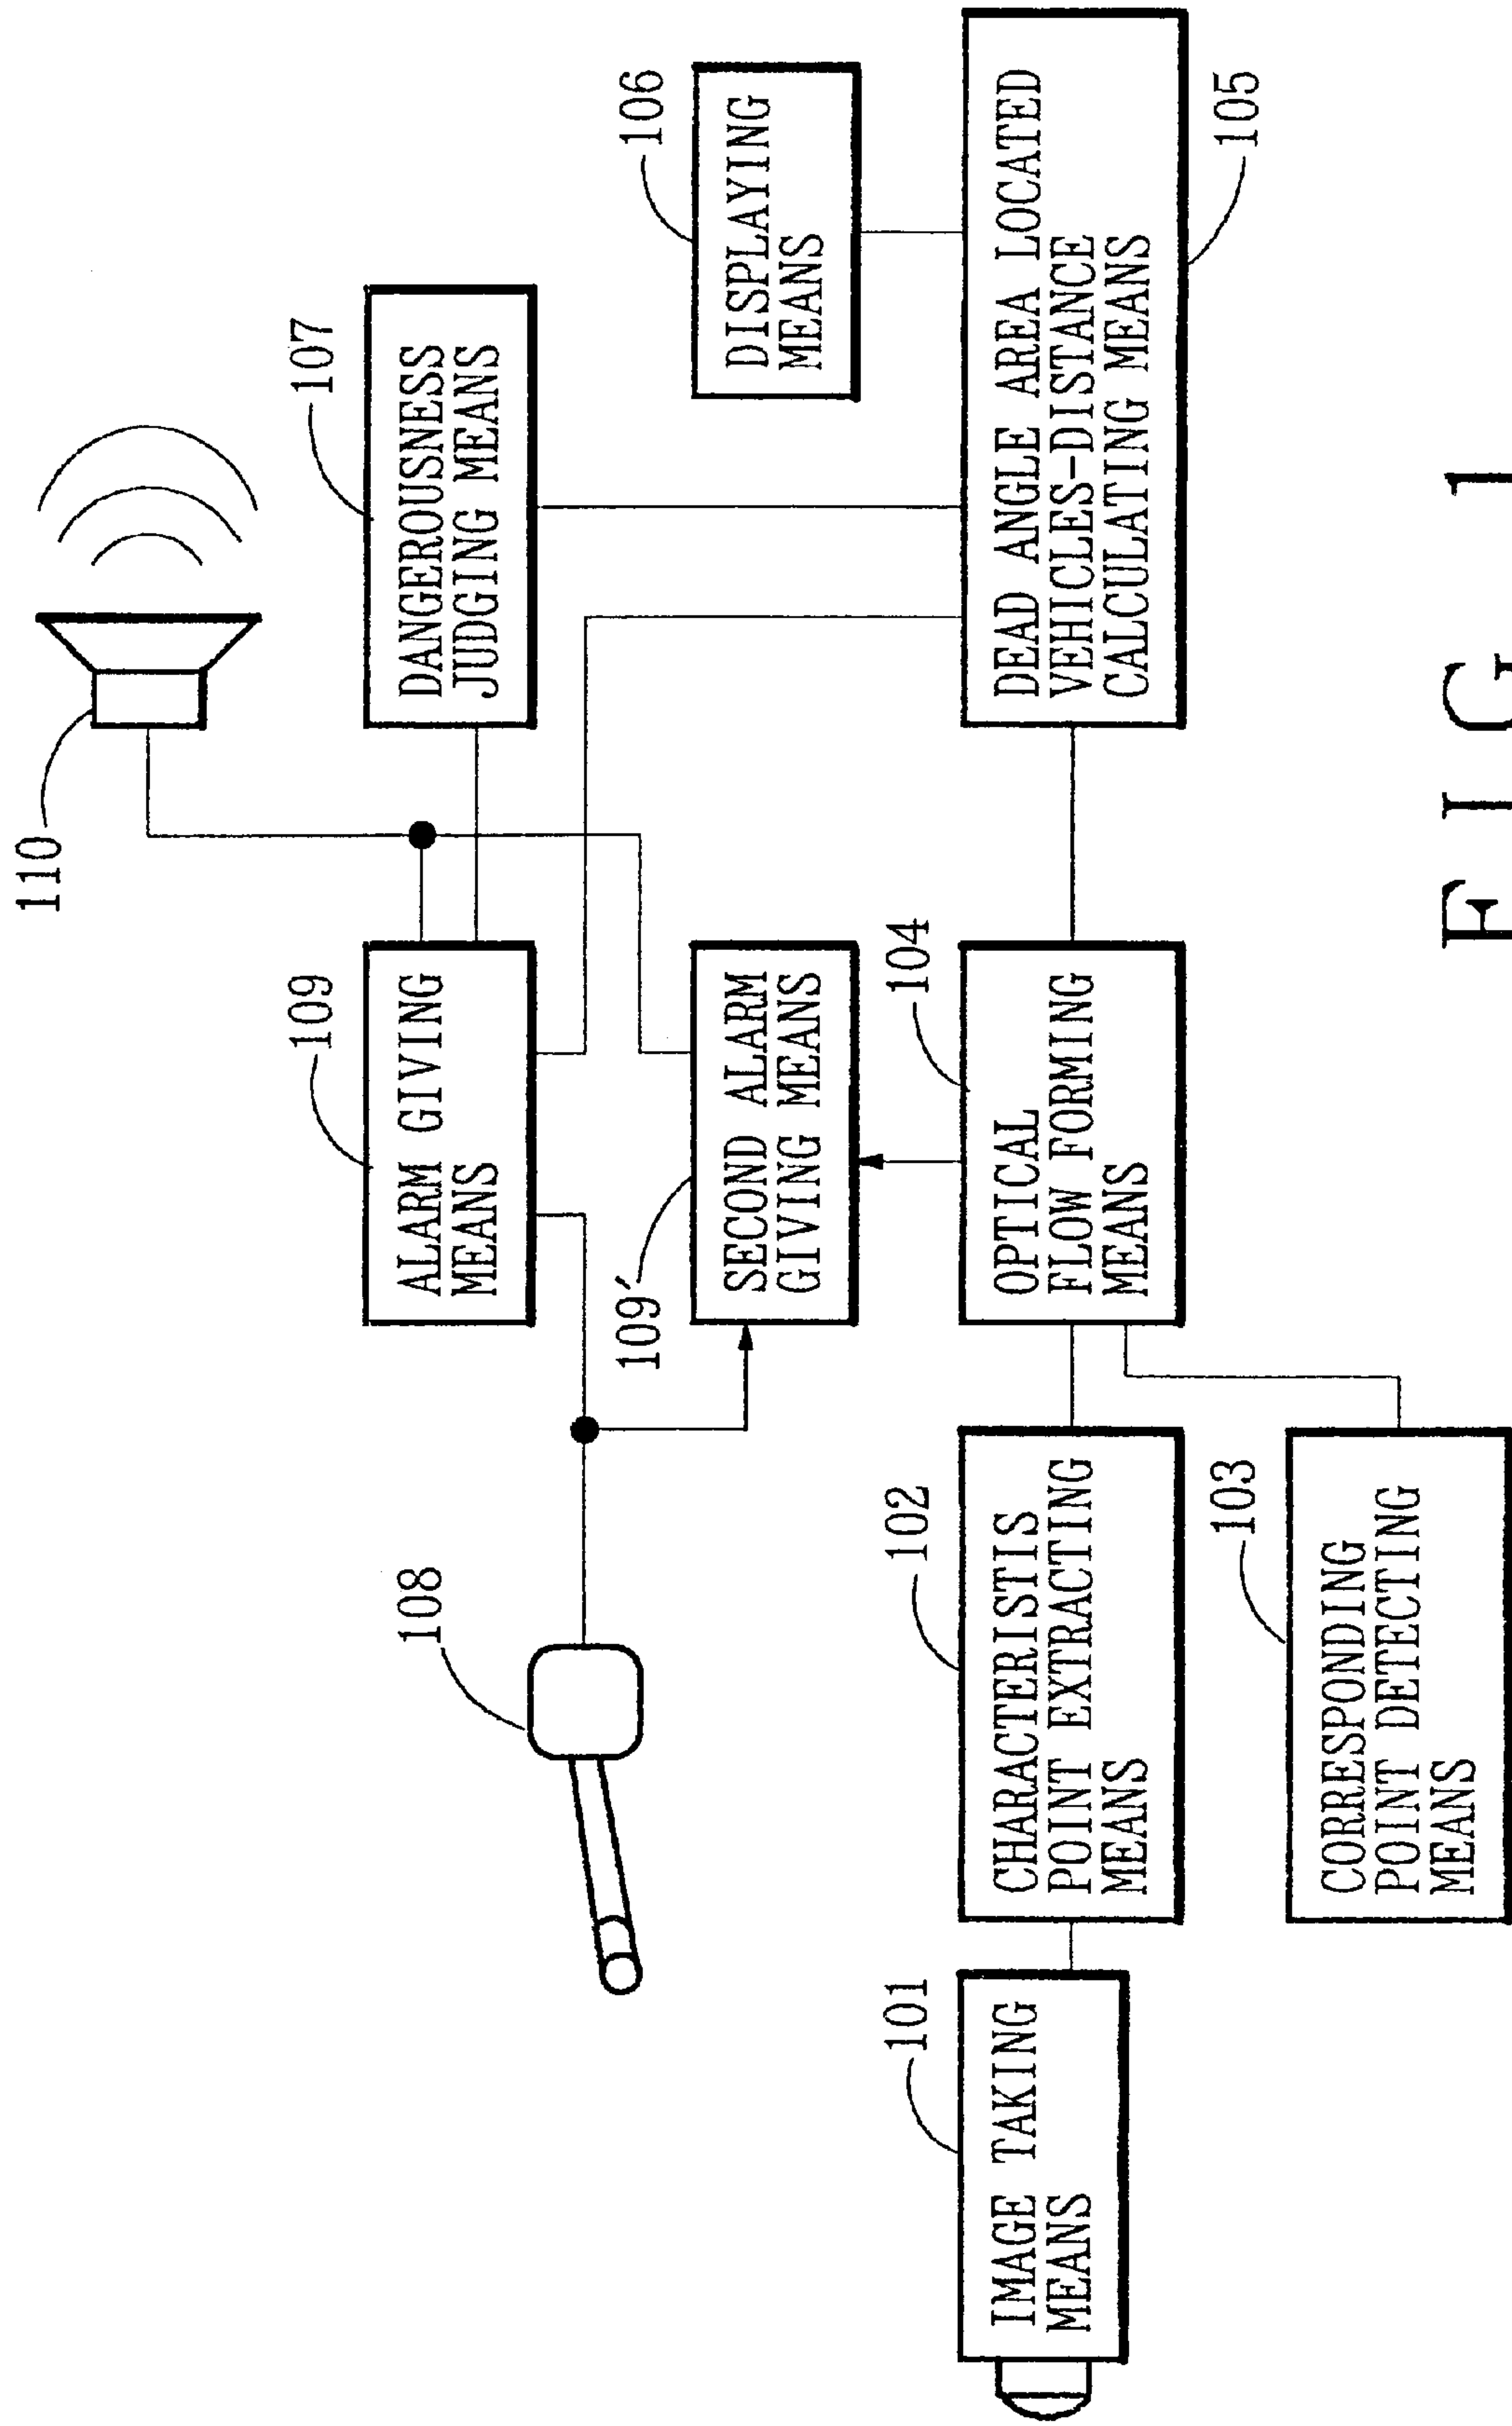 110
107
DANGEROUSNESS
JUDGING MEANS
109
ALARM GIVING
MEANS
108
106
DISPLAYING
MEANS
109'
SECOND ALARM
GIVING MEANS
105
DEAD ANGLE AREA LOCATED
VEHICLES-DISTANCE
CALCULATING MEANS
104
OPTICAL
FLOW FORMING
MEANS
102
CHARACTERISTIS
POINT EXTRACTING
MEANS
101
IMAGE TAKING
MEANS
103
CORRESPONDING
POINT DETECTING
MEANS
FIG 1